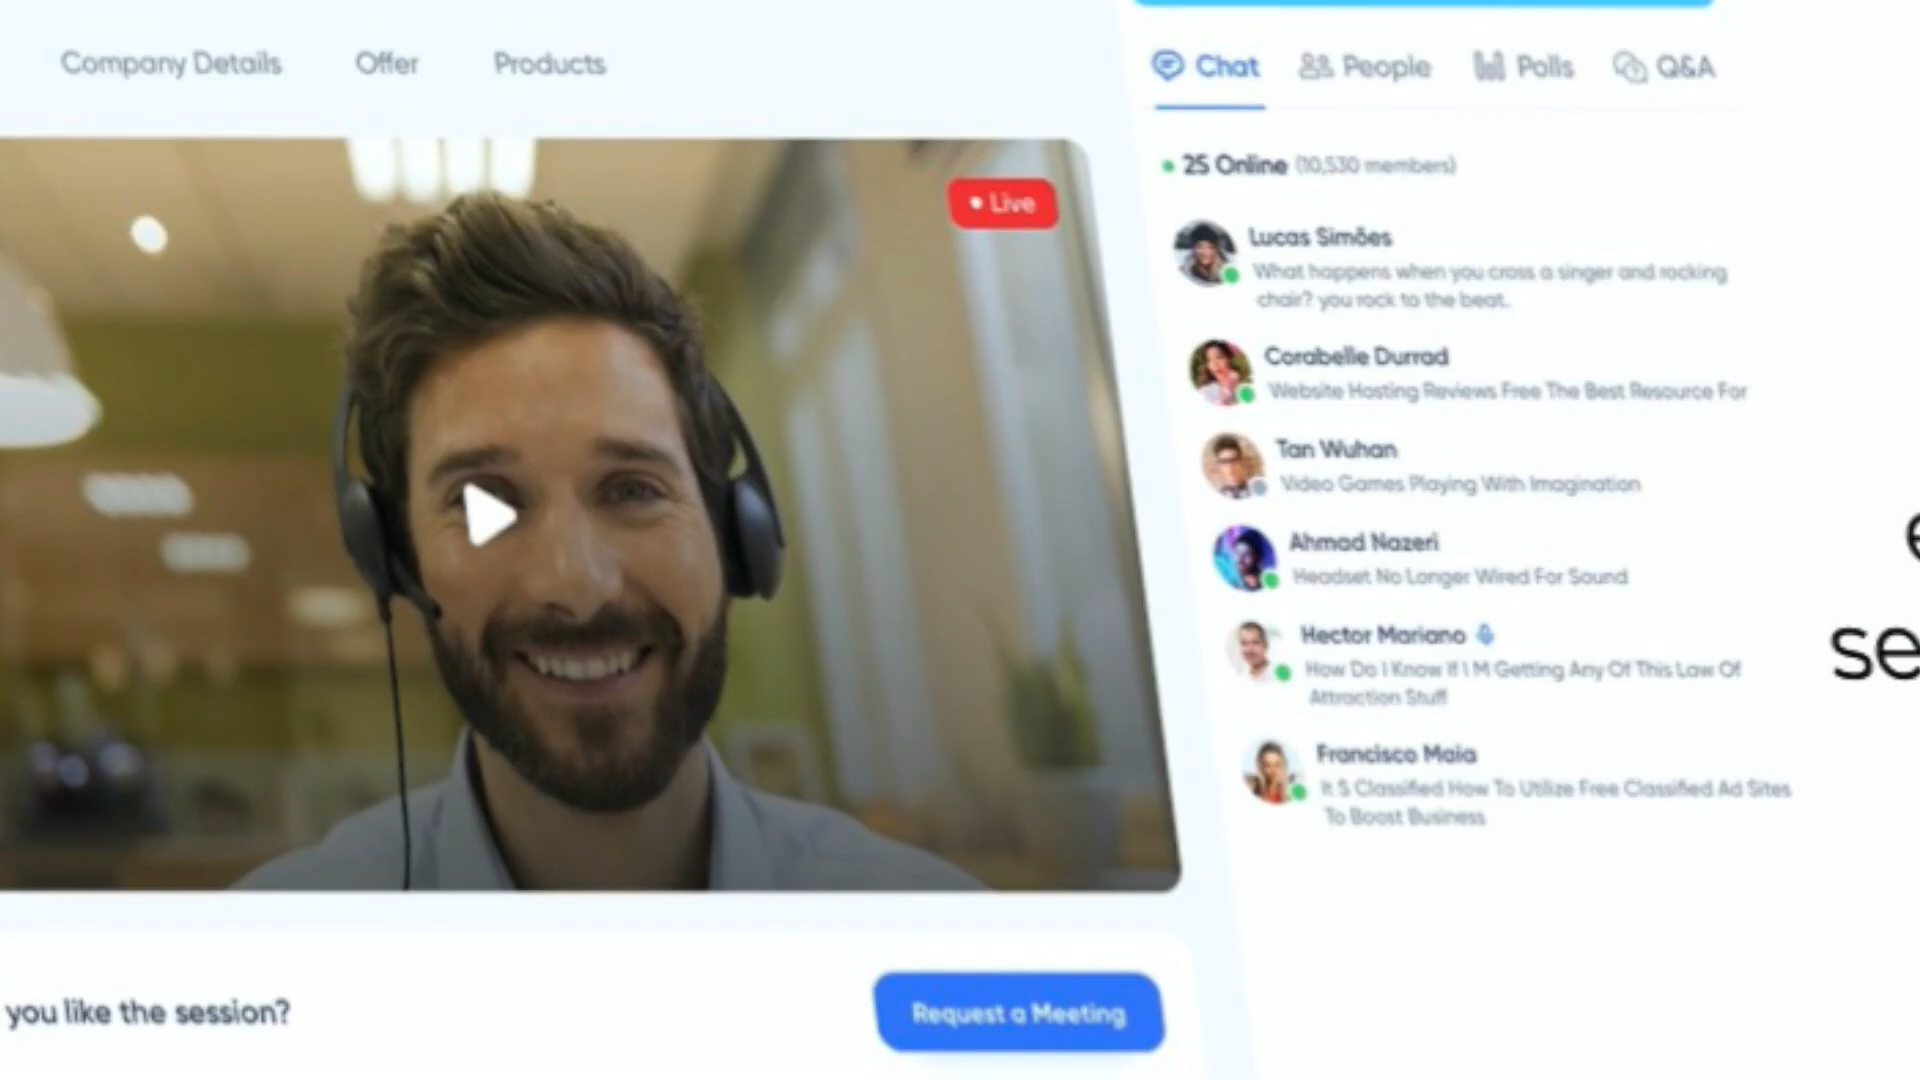 Company Details
Offer
Products
Live
you like the session?
Request a Meeting
Chat
People
Polls
Q&A
25 Online (10,530 members)
Lucas Simões
What happens when you cross a singer and rocking
chair? you rock to the beat.
Corabelle Durrad
Website Hosting Reviews Free The Best Resource For
Tan Wuhan
Video Games Playing With Imagination
Ahmad Nazeri
Headset No Longer Wired For Sound
Hector Mariano
How Do I Know If I M Getting Any Of This Law Of
Attraction Stuff
Francisco Maia
It S Classified How To Utilize Free Classified Ad Sites
To Boost Business